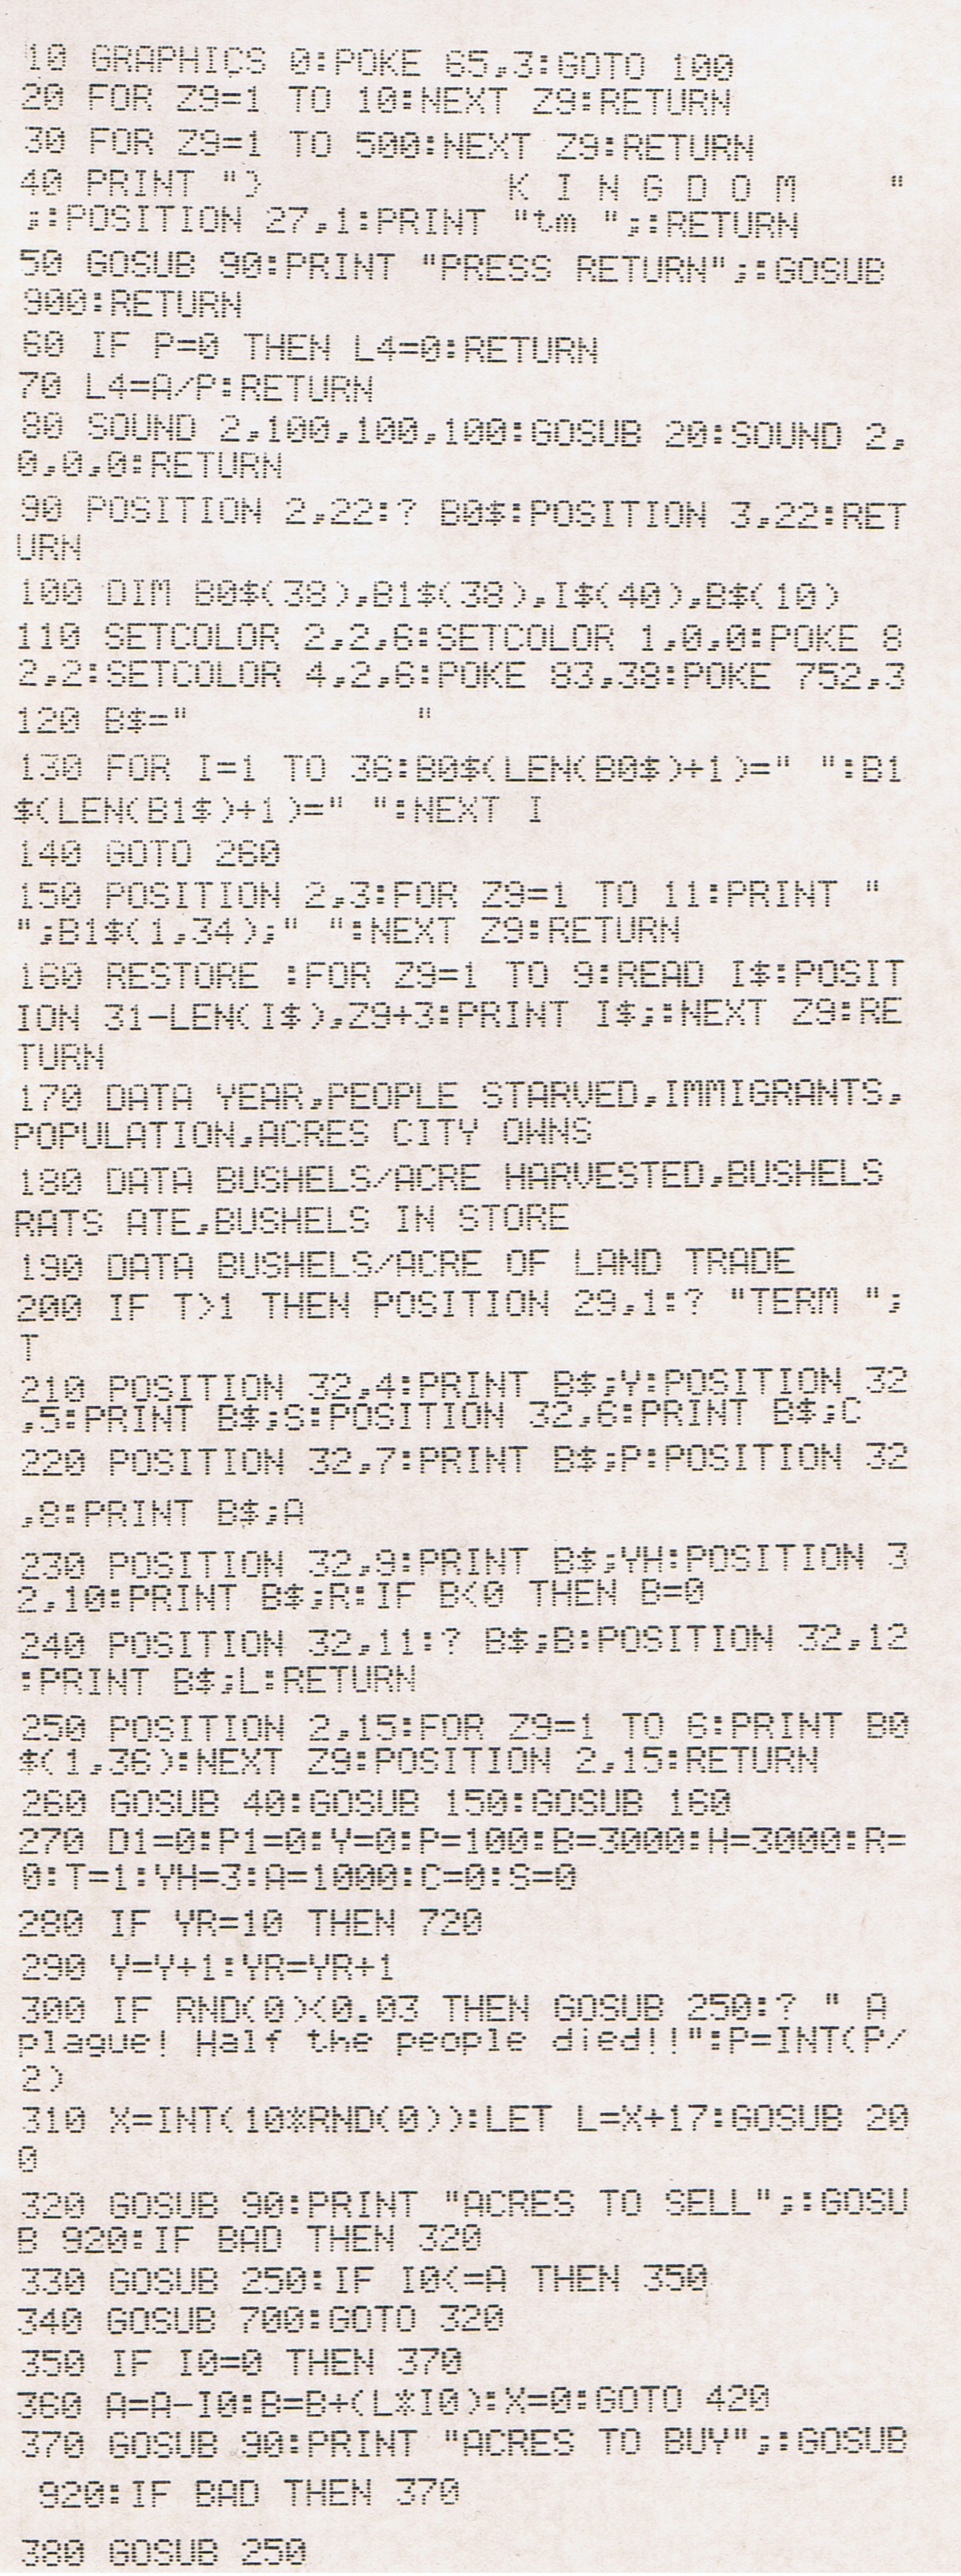 10 GRAPHICS 0:POKE 65,3:GOTO 100
20 FOR Z9=1 TO 10:NEXT Z9:RETURN
30 FOR Z9=1 TO 500:NEXT Z9:RETURN
40 PRINT ")           K I N G D O M    "
;:POSITION 27,1:PRINT "tm ";:RETURN
50 GOSUB 90:PRINT "PRESS RETURN";:GOSUB
900:RETURN
60 IF P=0 THEN L4=0:RETURN
70 L4=A/P:RETURN
80 SOUND 2,100,100,100:GOSUB 20:SOUND 2,
0,0,0:RETURN
90 POSITION 2,22:? B0$:POSITION 3,22:RET
URN
100 DIM B0$(38),B1$(38),I$(40),B$(10)
110 SETCOLOR 2,2,6:SETCOLOR 1,0,0:POKE 8
2,2:SETCOLOR 4,2,6:POKE 83,38:POKE 752,3
120 B$="          "
130 FOR I=1 TO 36:B0$(LEN(B0$)+1)=" ":B1
$(LEN(B1$)+1)=" ":NEXT I
140 GOTO 260
150 POSITION 2,3:FOR Z9=1 TO 11:PRINT "
";B1$(1,34);" ":NEXT Z9:RETURN
160 RESTORE :FOR Z9=1 TO 9:READ I$:POSIT
ION 31-LEN(I$),Z9+3:PRINT I$;:NEXT Z9:RE
TURN
170 DATA YEAR,PEOPLE STARVED,IMMIGRANTS,
POPULATION,ACRES CITY OWNS
180 DATA BUSHELS/ACRE HARVESTED,BUSHELS
RATS ATE,BUSHELS IN STORE
190 DATA BUSHELS/ACRE OF LAND TRADE
200 IF T>1 THEN POSITION 29,1:? "TERM ";
T
210 POSITION 32,4:PRINT B$;Y:POSITION 32
,5:PRINT B$;S:POSITION 32,6:PRINT B$;C
220 POSITION 32,7:PRINT B$;P:POSITION 32
,8:PRINT B$;A
230 POSITION 32,9:PRINT B$;YH:POSITION 3
2,10:PRINT B$;R:IF B<0 THEN B=0
240 POSITION 32,11:? B$;B:POSITION 32,12
:PRINT B$;L:RETURN
250 POSITION 2,15:FOR Z9=1 TO 6:PRINT B0
$(1,36):NEXT Z9:POSITION 2,15:RETURN
260 GOSUB 40:GOSUB 150:GOSUB 160
270 D1=0:P1=0:Y=0:P=100:B=3000:H=3000:R=
0:T=1:YH=3:A=1000:C=0:S=0
280 IF YR=10 THEN 720
290 Y=Y+1:YR=YR+1
300 IF RND(0)<0.03 THEN GOSUB 250:? " A
plague! Half the people died!!":P=INT(P/
2)
310 X=INT(10*RND(0)):LET L=X+17:GOSUB 20
0
320 GOSUB 90:PRINT "ACRES TO SELL";:GOSU
B 920:IF BAD THEN 320
330 GOSUB 250:IF I0<=A THEN 350
340 GOSUB 700:GOTO 320
350 IF I0=0 THEN 370
360 A=A-I0:B=B+(L*I0):X=0:GOTO 420
370 GOSUB 90:PRINT "ACRES TO BUY";:GOSUB
920:IF BAD THEN 370
380 GOSUB 250